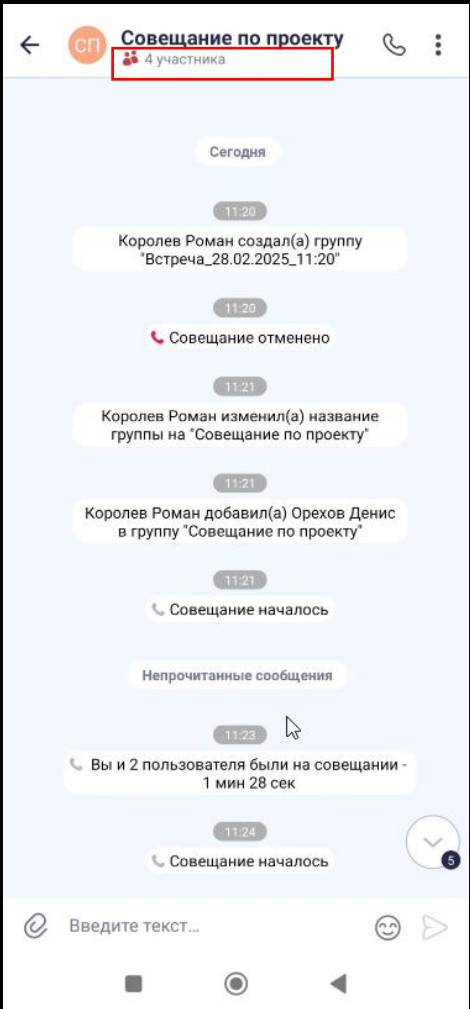 СП
Совещание по проекту
4 участника
Сегодня
11:20
Королев Роман создал(а) группу
"Встреча_28.02.2025_11:20"
11:20
Совещание отменено
11:21
Королев Роман изменил(а) название
группы на "Совещание по проекту"
11:21
Королев Роман добавил(а) Орехов Денис
в группу "Совещание по проекту"
11:21
Совещание началось
Непрочитанные сообщения
11:23
Вы и 2 пользователя были на совещании -
1 мин 28 сек
11:24
Совещание началось
5
Введите текст...